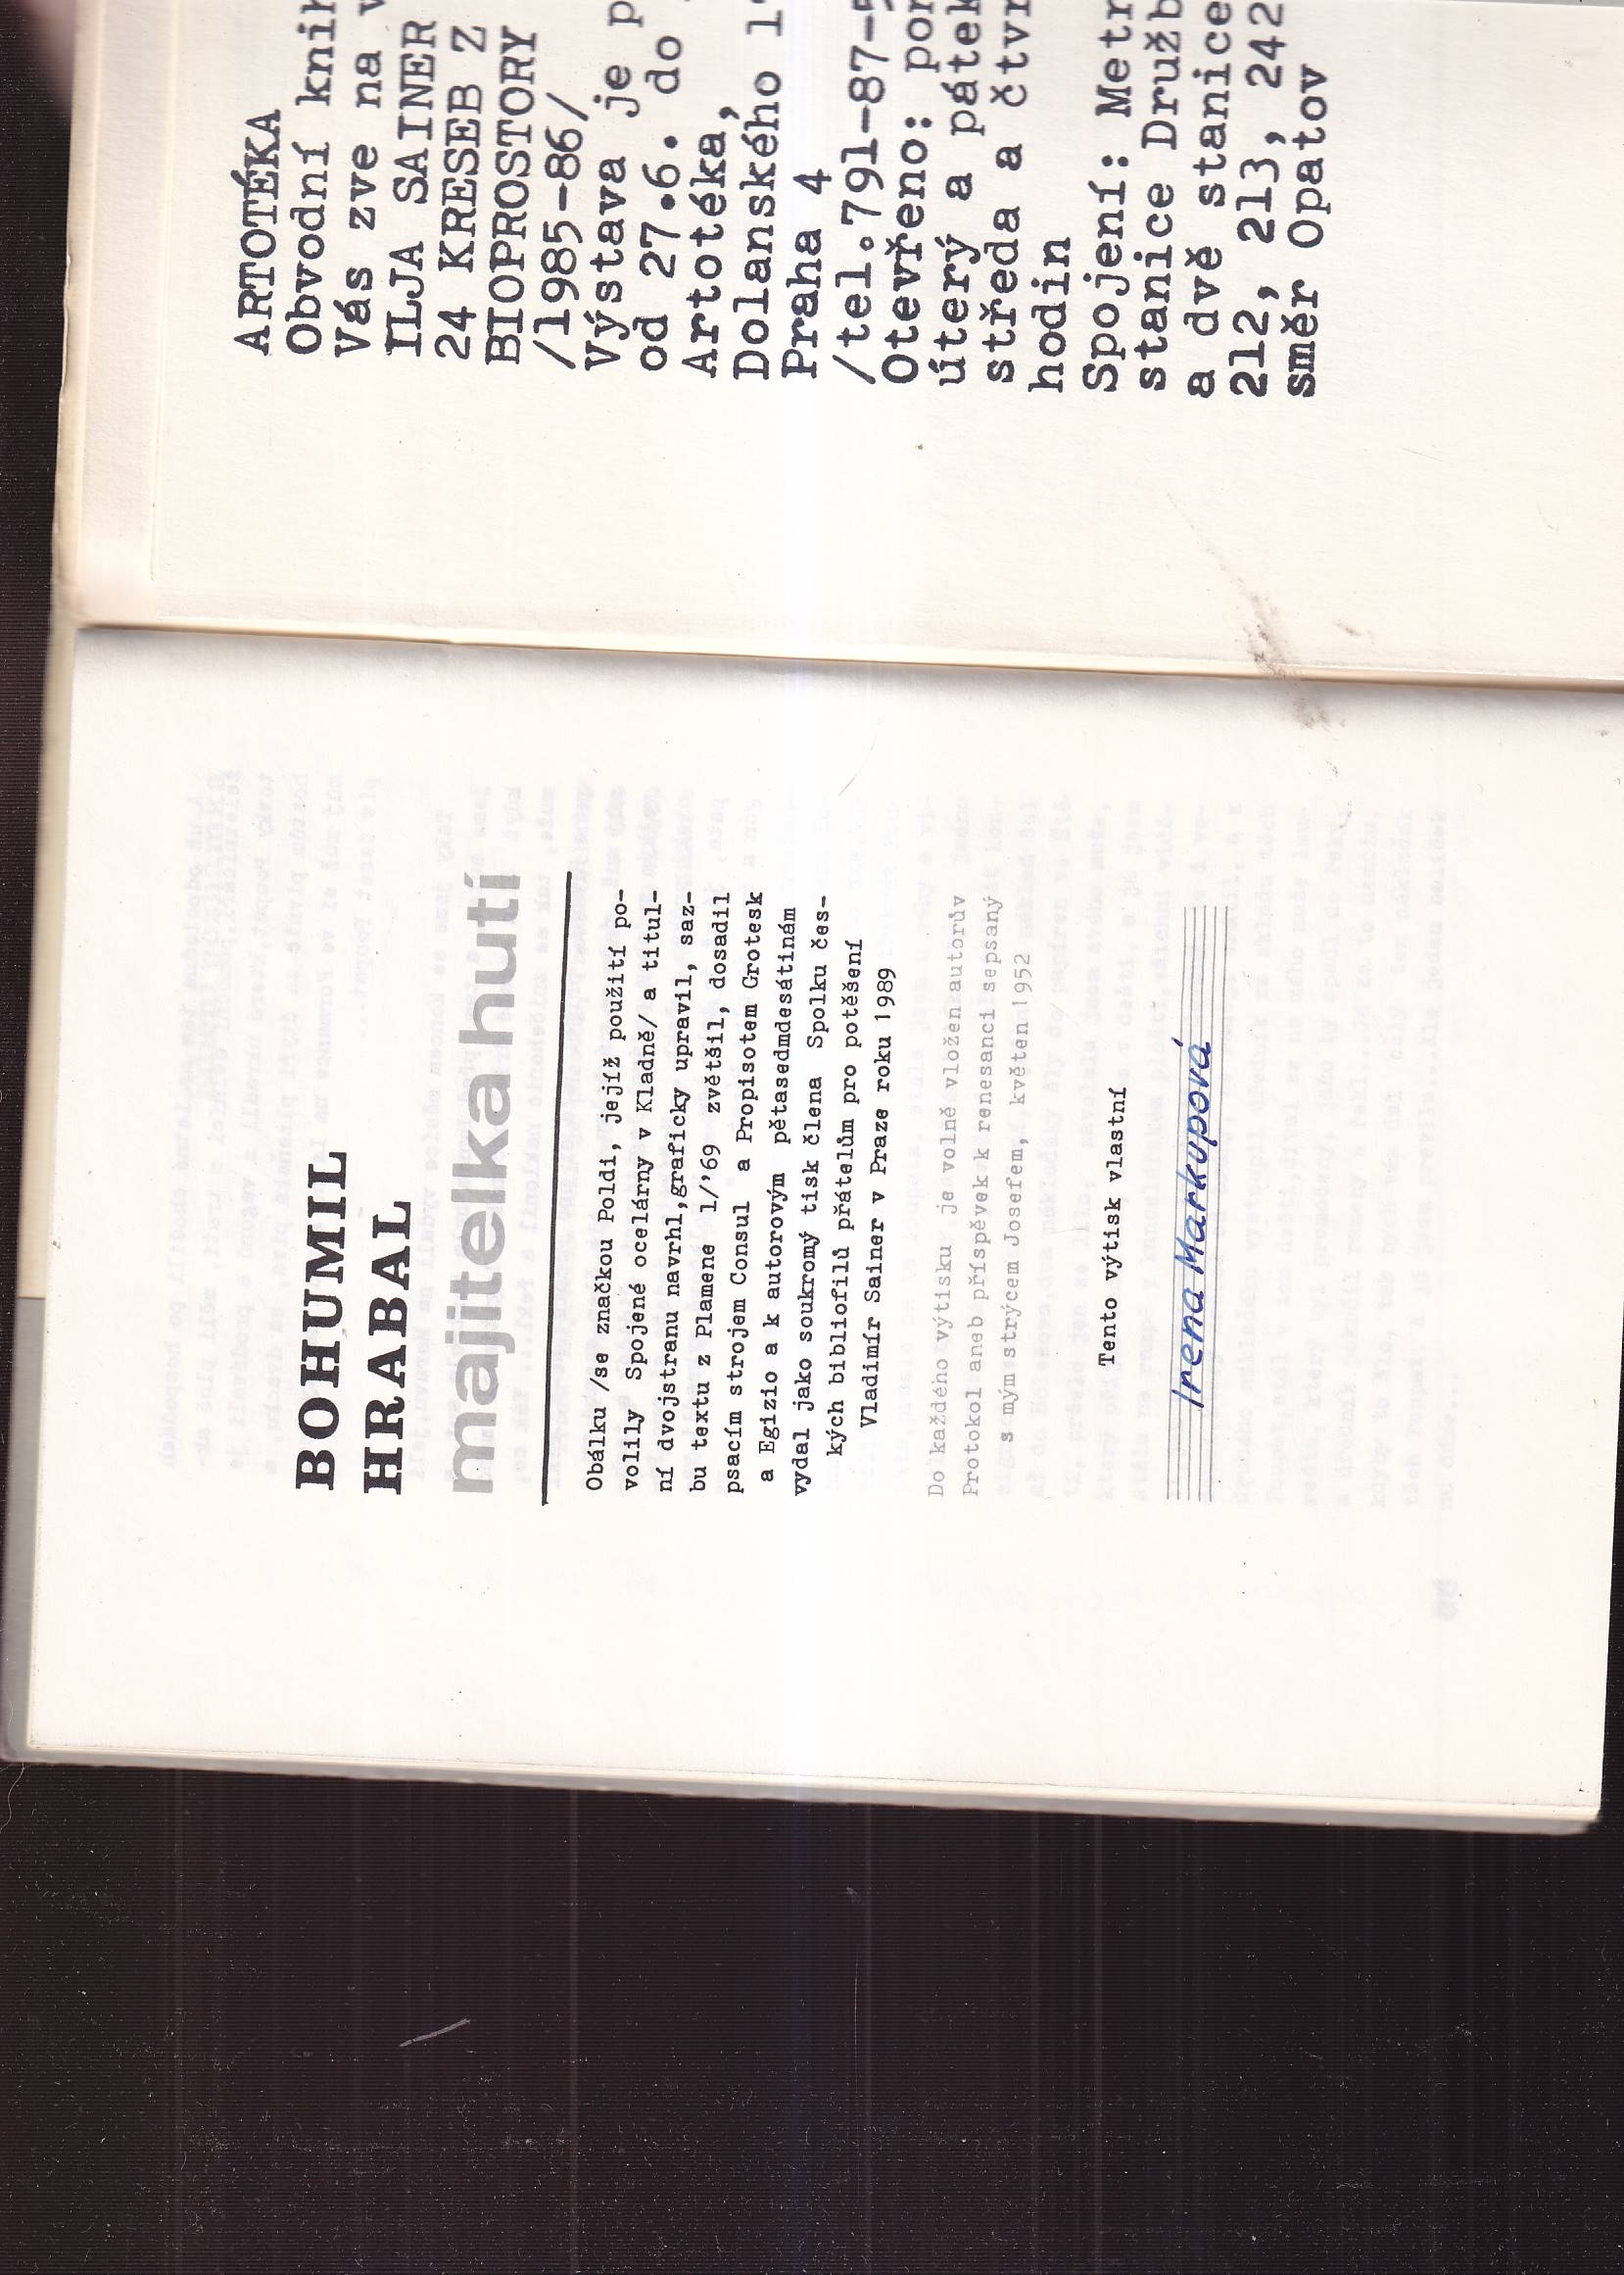 BOHUMIL
HRABAL
majitelka hutí
Obálku /se značkou Poldi, jejíž použití po-
volily Spojené ocelárny v Kladně/ a titul-
ní dvojstranu navrhl,graficky upravil, saz-
bu textu z Plamene 1/'69 zvětšil, dosadil
psacím strojem Consul a Propisotem Grotesk
a Egizio a k autorovým pětasedmdesátinám
vydal jako soukromý tisk člena Spolku čes-
kých bibliofilů přátelům pro potěšení
Vladimír Sainer v Praze roku 1989
Do každého výtisku je volně vložen autorův
Protokol aneb příspěvek k renesanci sepsaný
s mým strýcem Josefem, květen 1952
Tento výtisk vlastní
Irena Markupová
ARTOTÉKA
Obvodní knih
Vás zve na v
ILJA SAINER
24 KRESEB Z
BIOPROSTORY
/1985-86/
Výstava je p
od 27.6. do
Artotéka,
Dolanského
Praha 4
/tel.791-87-5
Otevřeno: pon
úterý a pátek
středa a čtvr
hodin
Spojení: Metr
stanice Družb
a dvě stanice
212, 213, 242
směr Opatov